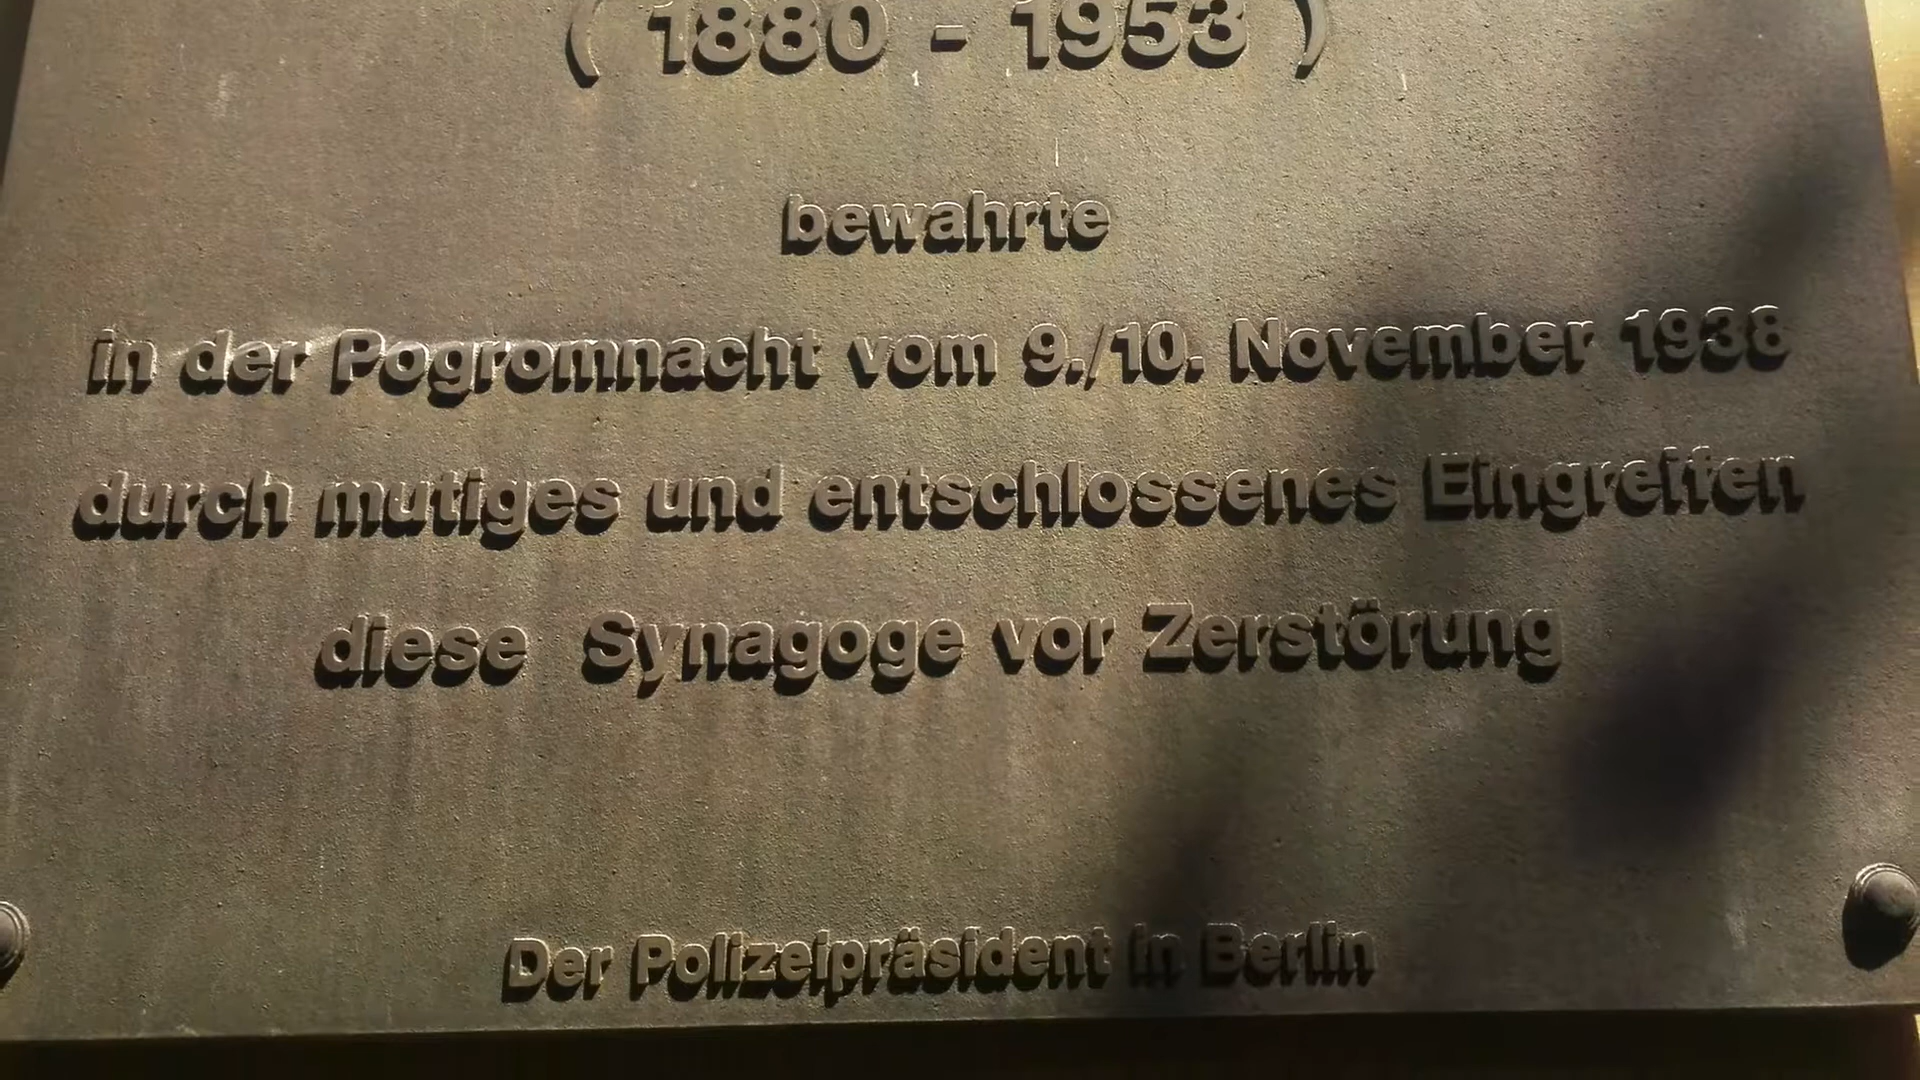 ( 1880 - 1953 )
bewahrte
in der Pogromnacht vom 9./10. November 1938
durch mutiges und entschlossenes Eingreifen
diese Synagoge vor Zerstörung
Der Polizeipräsident in Berlin